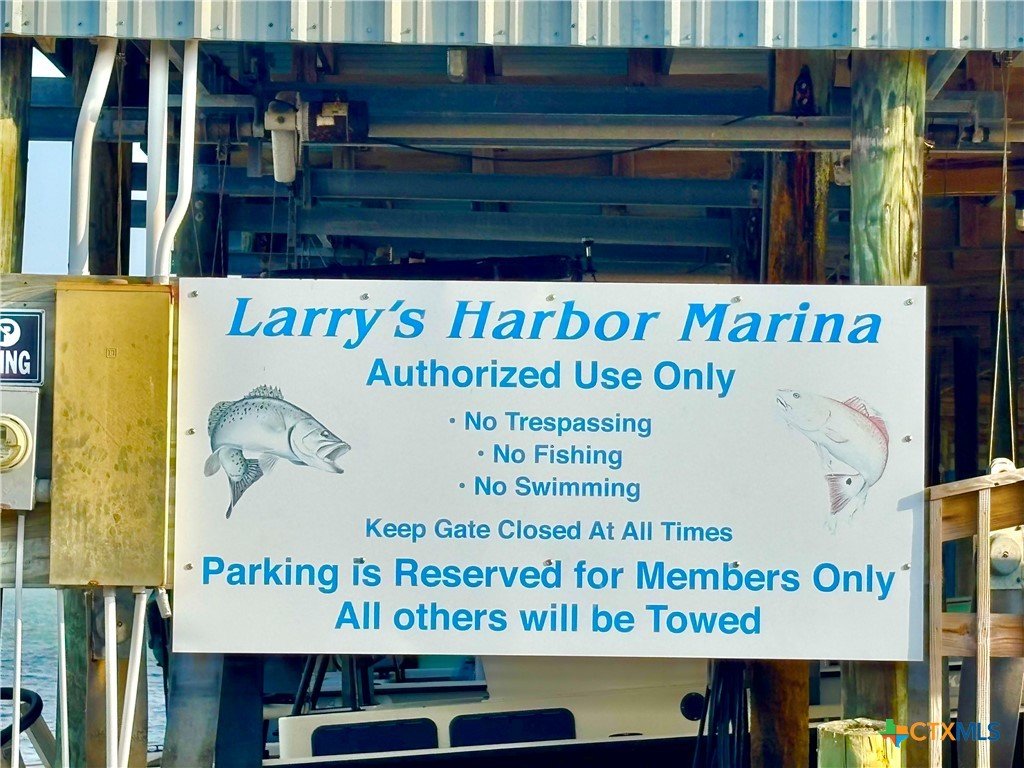 Larry's Harbor Marina
Authorized Use Only
· No Trespassing
· No Fishing
· No Swimming
Keep Gate Closed At All Times
Parking is Reserved for Members Only
All others will be Towed
P
ING
CTXMLS